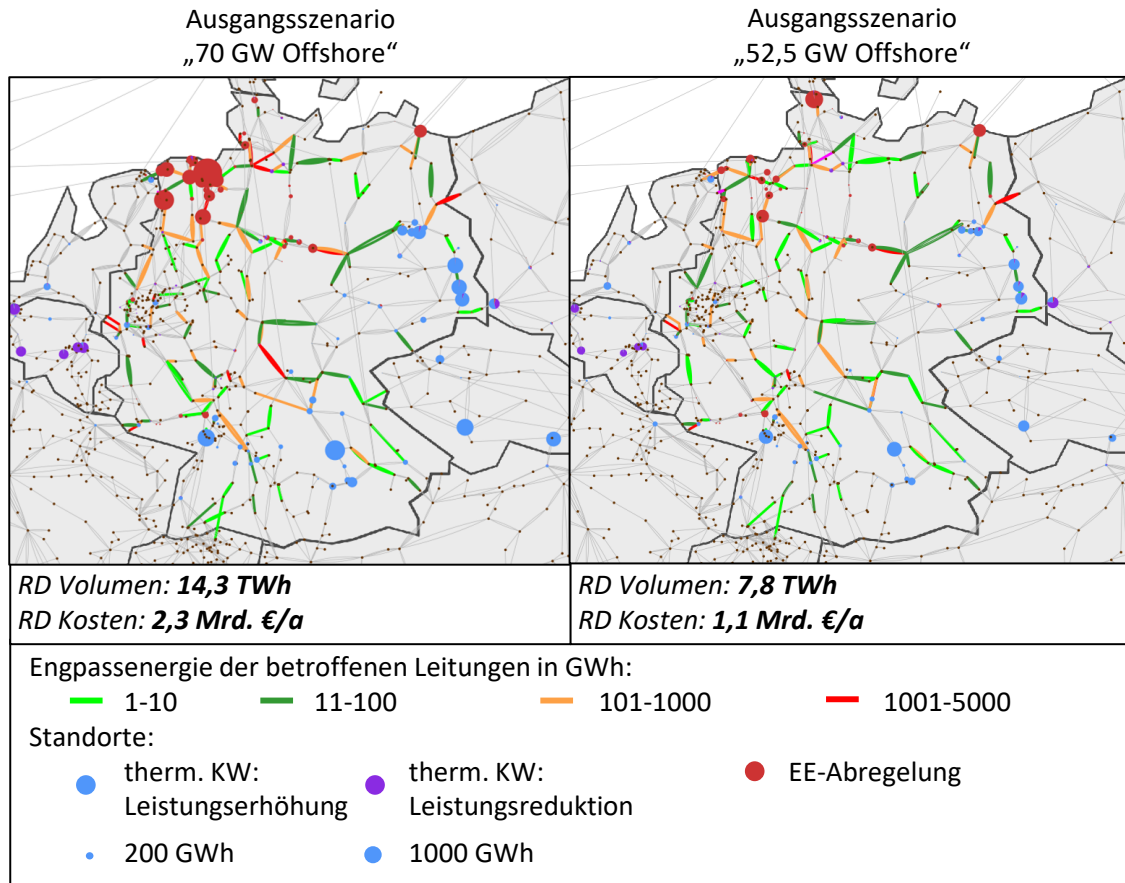 Ausgangsszenario
„70 GW Offshore“
Ausgangsszenario
„52,5 GW Offshore“
RD Volumen: 14,3 TWh
RD Kosten: 2,3 Mrd. €/a
RD Volumen: 7,8 TWh
RD Kosten: 1,1 Mrd. €/a
Engpassenergie der betroffenen Leitungen in GWh:
1-10 11-100 101-1000 1001-5000
Standorte:
therm. KW:
Leistungserhöhung
therm. KW:
Leistungsreduktion
EE-Abregelung
200 GWh 1000 GWh